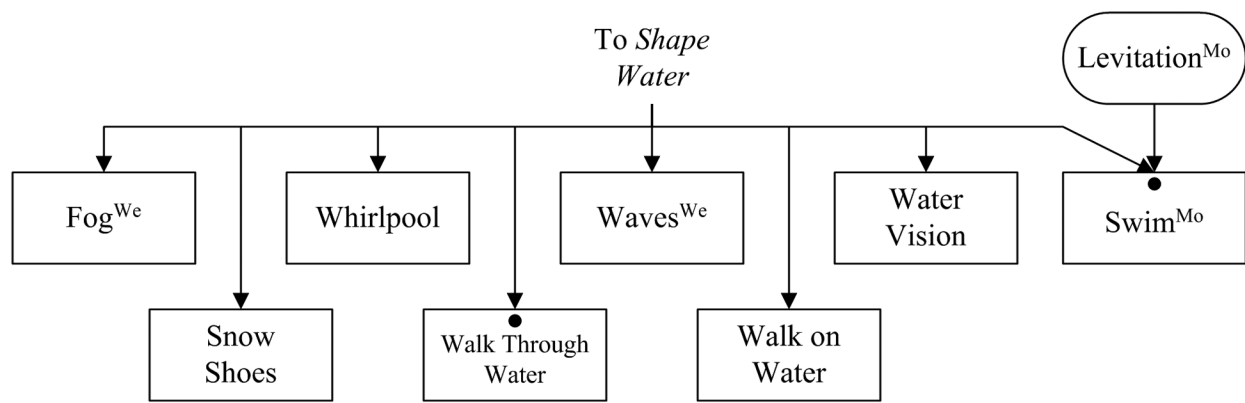 To Shape
Water
Levitation^Mo
Fog^We
Whirlpool
Waves^We
Water
Vision
Swim^Mo
Snow
Shoes
Walk Through
Water
Walk on
Water